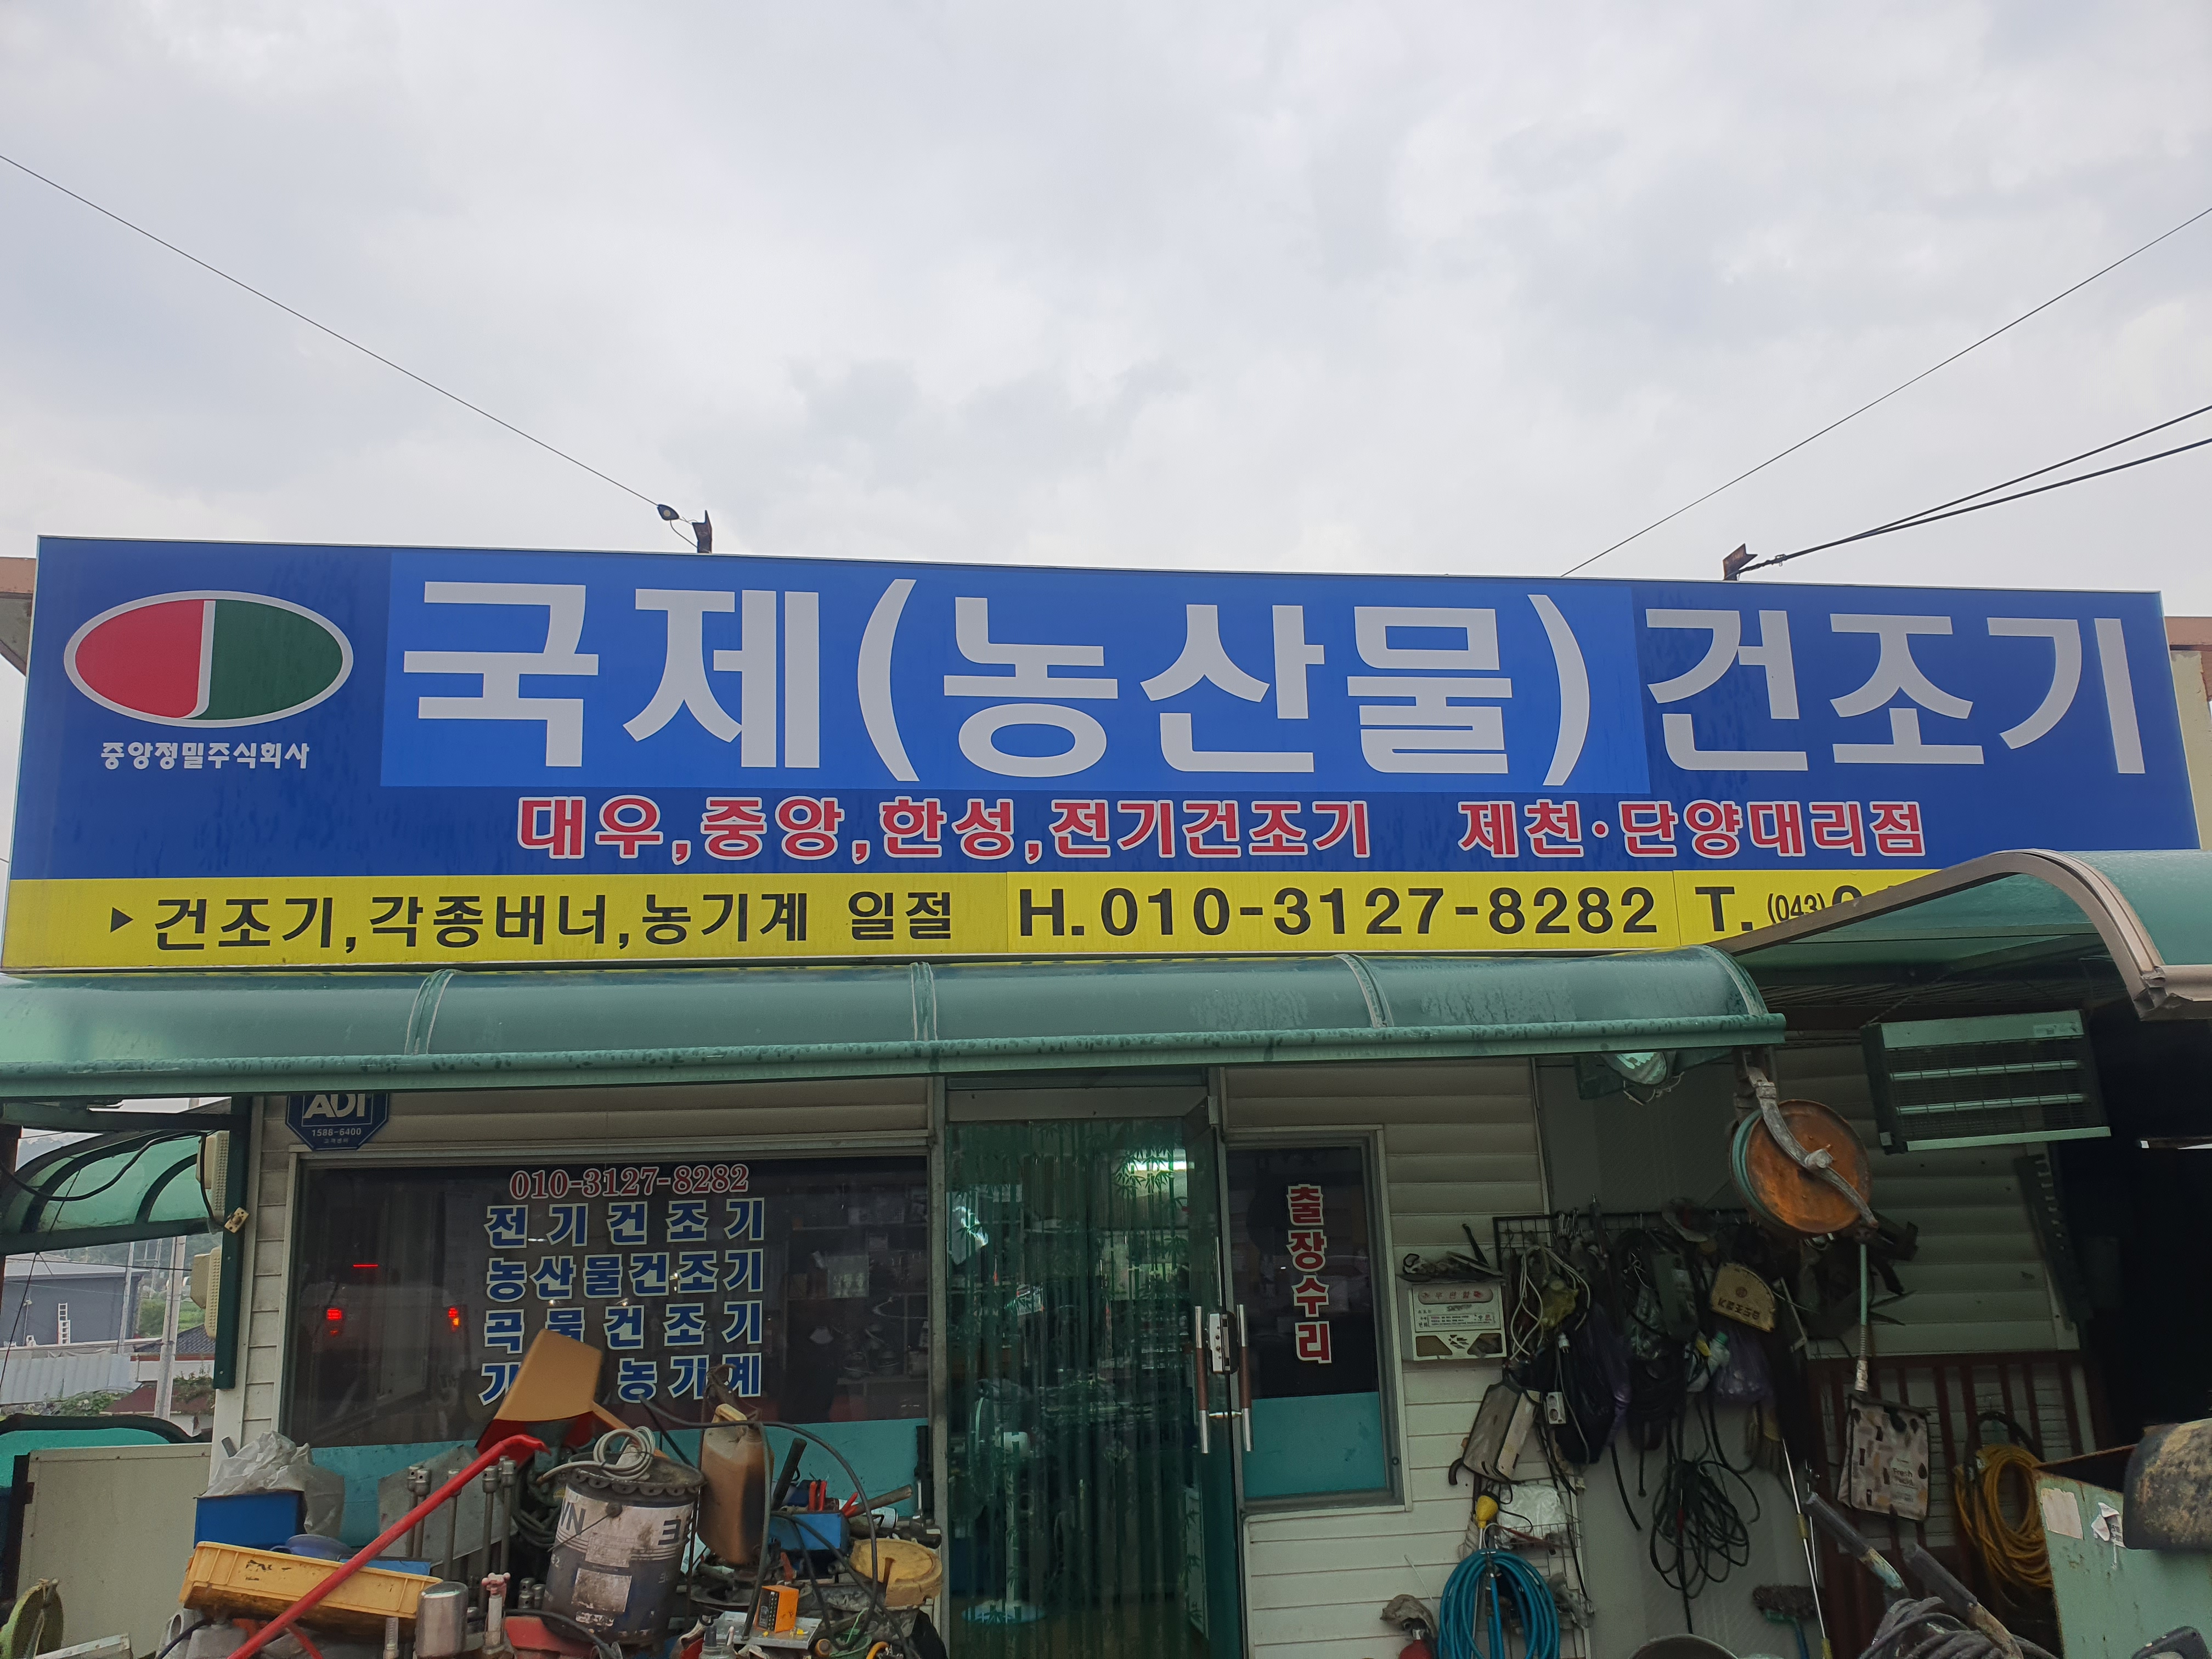 국제(농산물)건조기
중앙정밀주식회사
대우,중앙,한성,전기건조기 제천·단양대리점
▶건조기,각종버너,농기계 일절 H.010-3127-8282 T.(043)
ADT
1588-6400
010-3127-8282
전기건조기
농산물건조기
곡물건조기
농기계
출장수리